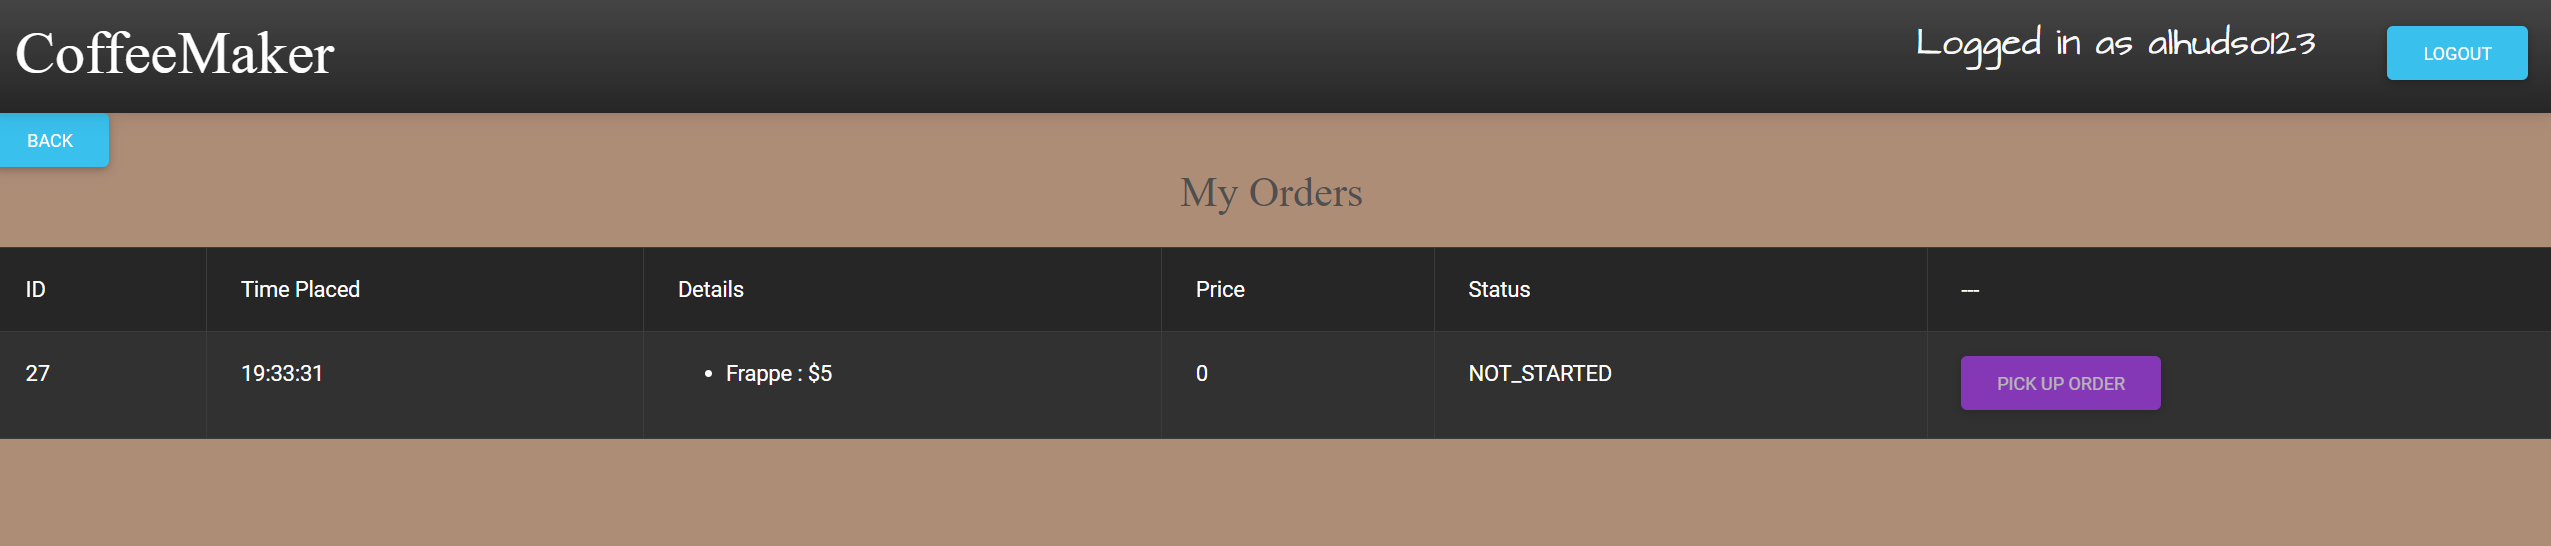 CoffeeMaker
Logged in as alhudso123
LOGOUT
BACK
My Orders
ID Time Placed Details Price Status ---
27 19:33:31 • Frappe : $5 0 NOT_STARTED PICK UP ORDER